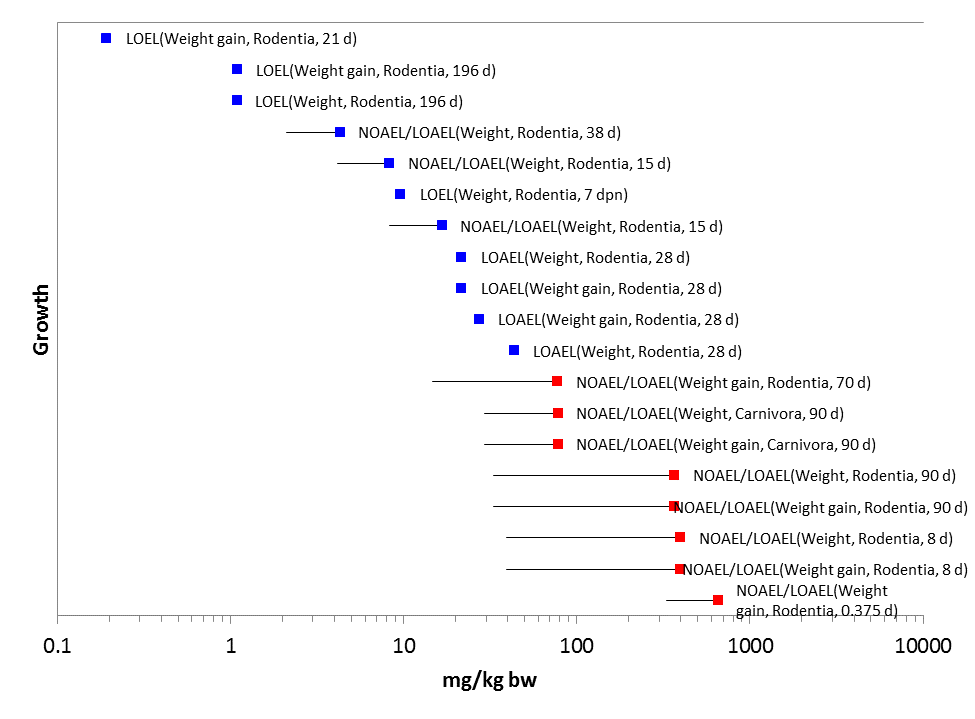 LOEL(Weight gain, Rodentia, 21 d)
LOEL(Weight gain, Rodentia, 196 d)
LOEL(Weight, Rodentia, 196 d)
NOAEL/LOAEL(Weight, Rodentia, 38 d)
NOAEL/LOAEL(Weight, Rodentia, 15 d)
LOEL(Weight, Rodentia, 7 dpn)
NOAEL/LOAEL(Weight, Rodentia, 15 d)
LOAEL(Weight, Rodentia, 28 d)
LOAEL(Weight gain, Rodentia, 28 d)
LOAEL(Weight gain, Rodentia, 28 d)
LOAEL(Weight, Rodentia, 28 d)
NOAEL/LOAEL(Weight gain, Rodentia, 70 d)
NOAEL/LOAEL(Weight, Carnivora, 90 d)
NOAEL/LOAEL(Weight gain, Carnivora, 90 d)
NOAEL/LOAEL(Weight, Rodentia, 90 d)
NOAEL/LOAEL(Weight gain, Rodentia, 90 d)
NOAEL/LOAEL(Weight, Rodentia, 8 d)
NOAEL/LOAEL(Weight gain, Rodentia, 8 d)
NOAEL/LOAEL(Weight
gain, Rodentia, 0.375 d)
Growth
0.1 1 10 100 1000 10000
mg/kg bw